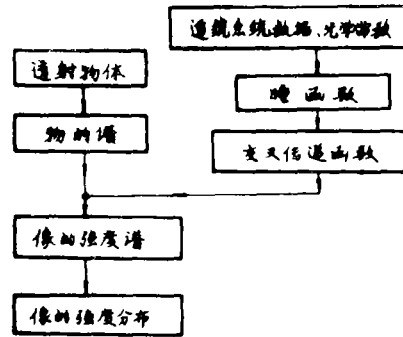 透镜系统数据、光学常数
透射物体
瞳函数
物的谱
交叉传递函数
像的强度谱
像的强度分布